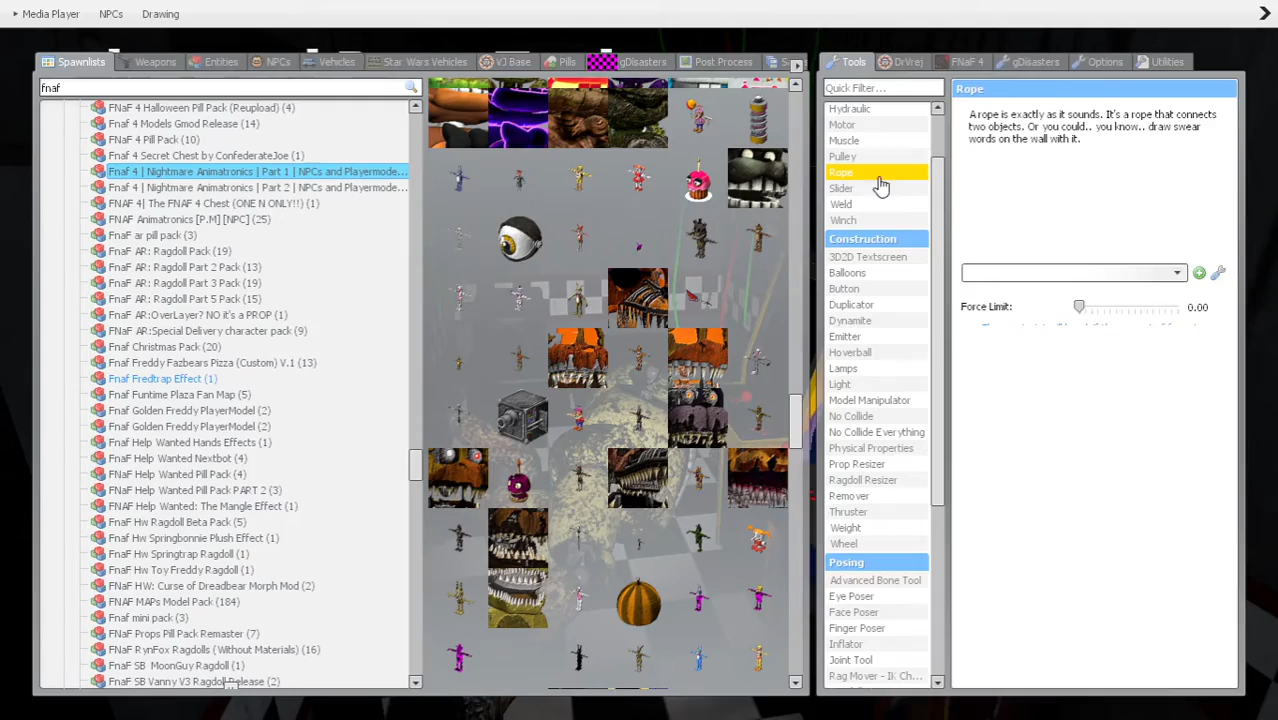 Media Player NPCs Drawing
Spawnlists Weapons Entities NPCs Vehicles Star Wars Vehicles VJ Base Pills gDisasters Post Process
Tools DrVrej FNaF 4 gDisasters Options Utilities
fnaf
FNaF 4 Halloween Pill Pack (Reupload) (4)
FNaF 4 Models Gmod Release (14)
FNAF 4 Pill Pack (10)
Fnaf 4 Secret Chest by ConfederateJoe (1)
Fnaf 4 | Nightmare Animatronics | Part 1 | NPCs and Playermode...
Fnaf 4 | Nightmare Animatronics | Part 2 | NPCs and Playermode...
FNAF 4| The FNAF 4 Chest (ONE N ONLY!!) (1)
FNAF Animatronics [P.M] [NPC] (25)
Fnaf ar pill pack (3)
FnaF AR: Ragdoll Pack (19)
FnaF AR: Ragdoll Part 2 Pack (13)
FnaF AR: Ragdoll Part 3 Pack (19)
FnaF AR: Ragdoll Part 5 Pack (15)
FnaF AR:OverLayer? NO it's a PROP (1)
FnaF AR:Special Delivery character pack (9)
Fnaf Christmas Pack (20)
Fnaf Freddy Fazbears Pizza (Custom) V.1 (13)
Fnaf Fredtrap Effect (1)
Fnaf Funtime Plaza Fan Map (5)
Fnaf Golden Freddy PlayerModel (2)
Fnaf Golden Freddy PlayerModel (4)
FNaF Help Wanted Hands Effects (1)
FNaF Help Wanted Nextbot (4)
FNAF Help Wanted Pill Pack (4)
FNAF Help Wanted Pill Pack PART 2 (3)
FNaF Help Wanted: The Mangle Effect (1)
FnaF Hw Ragdoll Beta Pack (5)
FnaF Hw Springbonnie Plush Effect (1)
FnaF Hw Springtrap Ragdoll (1)
FnaF Hw Toy Freddy Ragdoll (1)
FNAF HW: Curse of Dreadbear Morph Mod (2)
FNAF MAPs Model Pack (184)
Fnaf mini pack (3)
FNaF Props Pill Pack Remaster (7)
FNaF RynFox Ragdolls (Without Materials) (16)
FNaF SB MoonGuy Ragdoll (1)
FnaF SB Vanny V3 Ragdoll Release (2)
Quick Filter...
Hydraulic
Motor
Muscle
Pulley
Rope
Slider
Weld
Winch
Construction
3D2D Textscreen
Balloons
Button
Duplicator
Dynamite
Emitter
Hoverball
Lamps
Light
Model Manipulator
No Collide
No Collide Everything
Physical Properties
Prop Resizer
Ragdoll Resizer
Remover
Thruster
Weight
Wheel
Posing
Advanced Bone Tool
Eye Poser
Face Poser
Finger Poser
Inflator
Joint Tool
Rag Mover - IK Ch...
Rope
A rope is exactly as it sounds. It's a rope that connects
two objects. Or you could.. you know.. draw swear
words on the wall with it.
Force Limit: 0.00